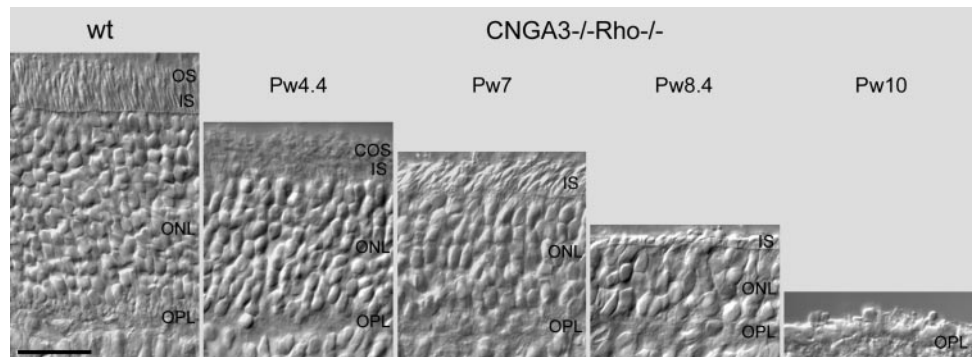 wt
CNGA3-/-Rho-/-
Pw4.4
Pw7
Pw8.4
Pw10
OS
IS
ONL
OPL
COS
IS
ONL
OPL
IS
ONL
OPL
IS
ONL
OPL
OPL